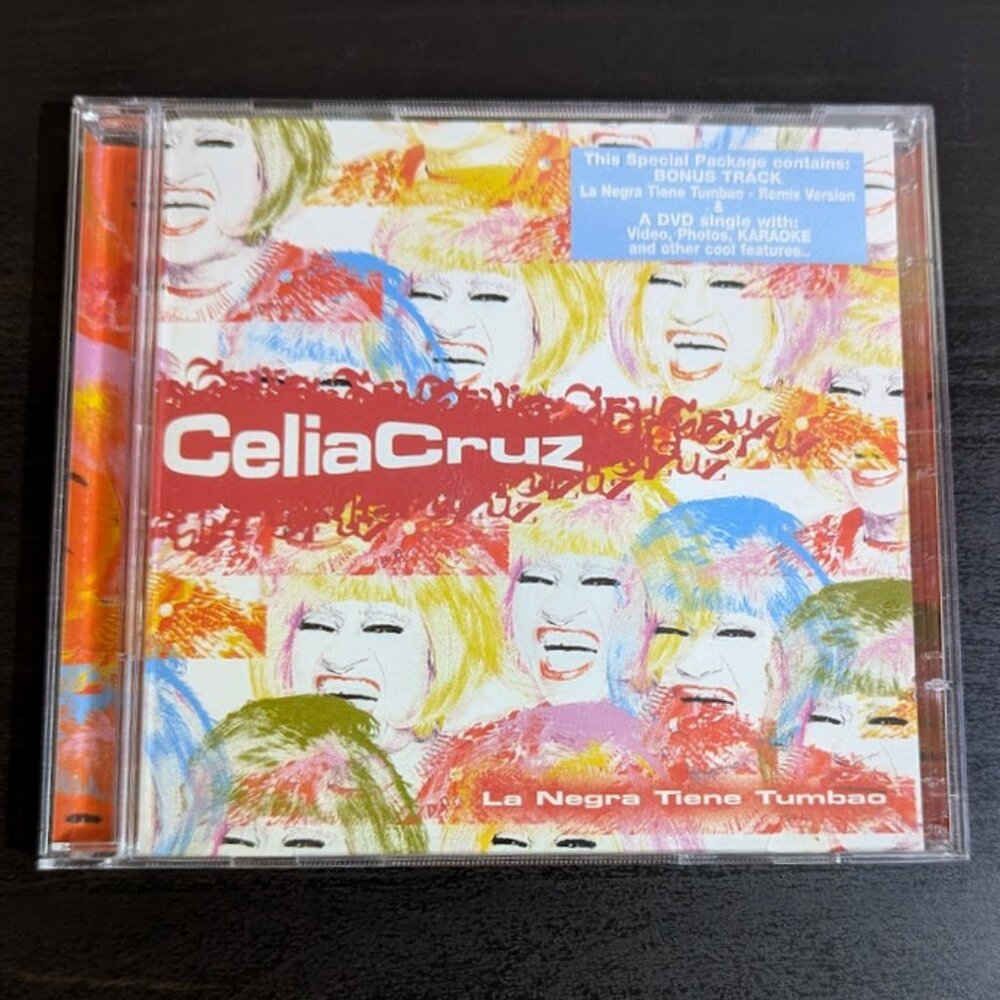 This Special Package contains:
BONUS TRACK
La Negra Tiene Tumbao - Remix Version
&
A DVD single with:
Video, Photos, KARAOKE
and other cool features..
CeliaCruz
La Negra Tiene Tumbao